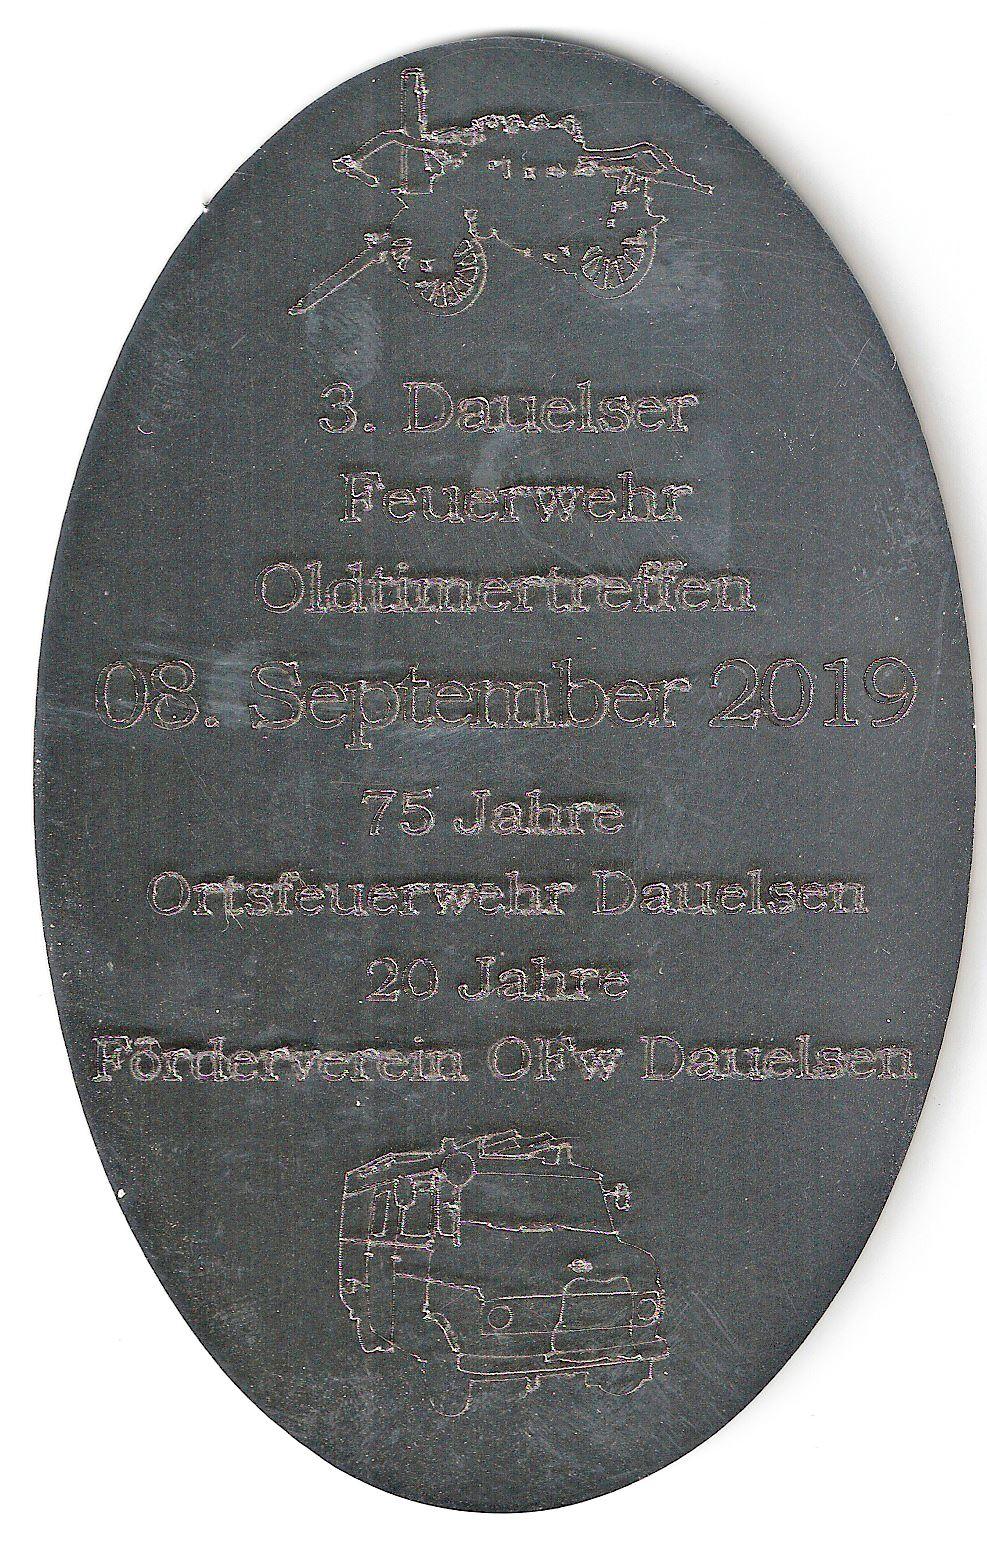 3. Dauelser
Feuerwehr
Oldtimertreffen
08. September 2019
75 Jahre
Ortsfeuerwehr Dauelsen
20 Jahre
Förderverein OFw Dauelsen